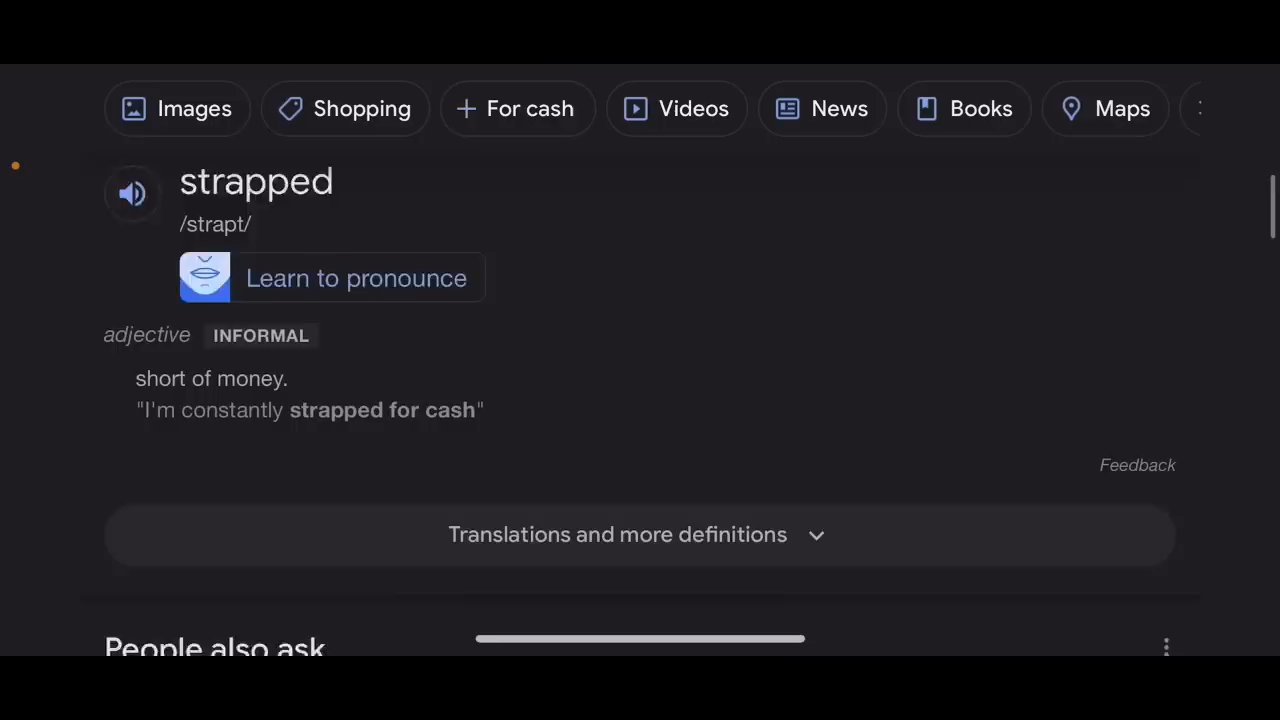 Images Shopping For cash Videos News Books Maps
strapped
/strapt/
Learn to pronounce
adjective INFORMAL
short of money.
"I'm constantly strapped for cash"
Feedback
Translations and more definitions
People also ask